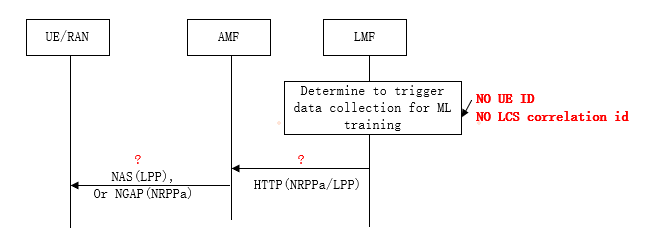 UE/RAN
AMF
LMF
Determine to trigger
data collection for ML
training
NO UE ID
NO LCS correlation id
?
?
NAS(LPP),
Or NGAP(NRPPa)
HTTP(NRPPa/LPP)